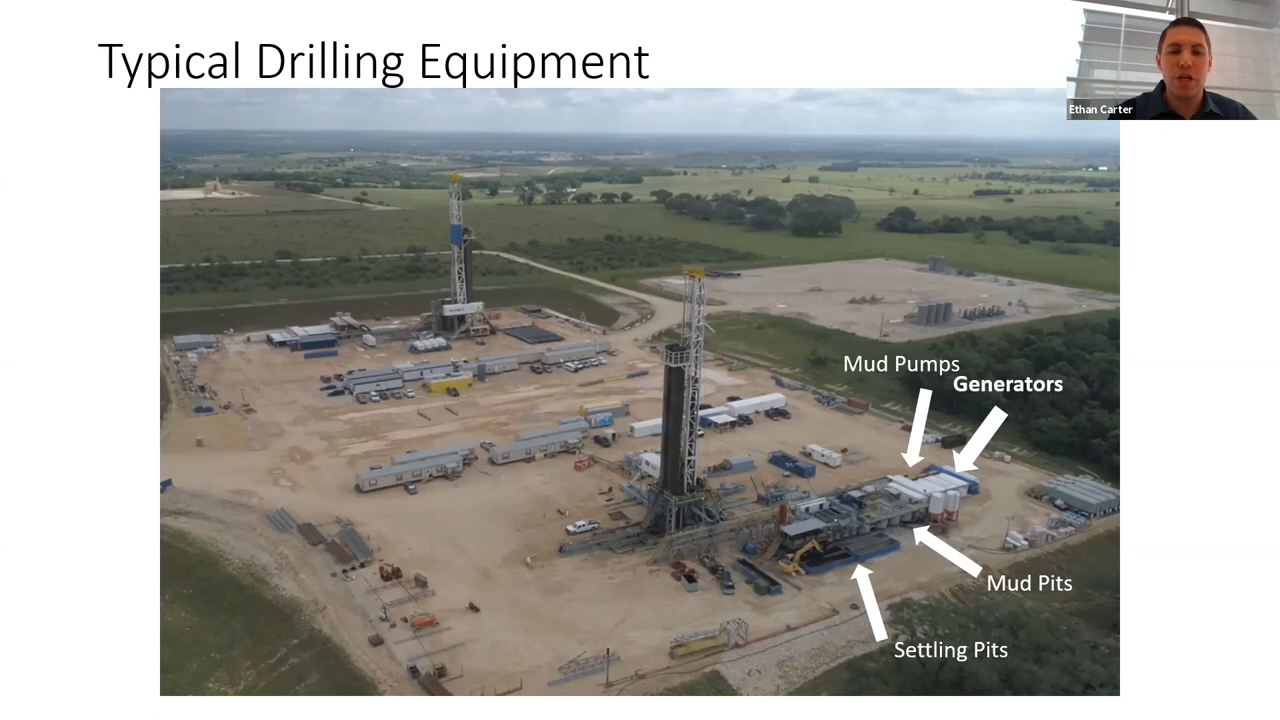 Typical Drilling Equipment
Ethan Carter
Mud Pumps
Generators
Mud Pits
Settling Pits